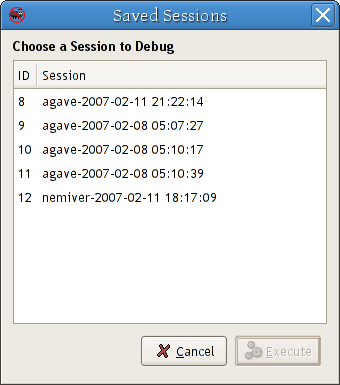 Saved Sessions
Choose a Session to Debug
ID Session
8 agave-2007-02-11 21:22:14
9 agave-2007-02-08 05:07:27
10 agave-2007-02-08 05:10:17
11 agave-2007-02-08 05:10:39
12 nemiver-2007-02-11 18:17:09
Cancel Execute